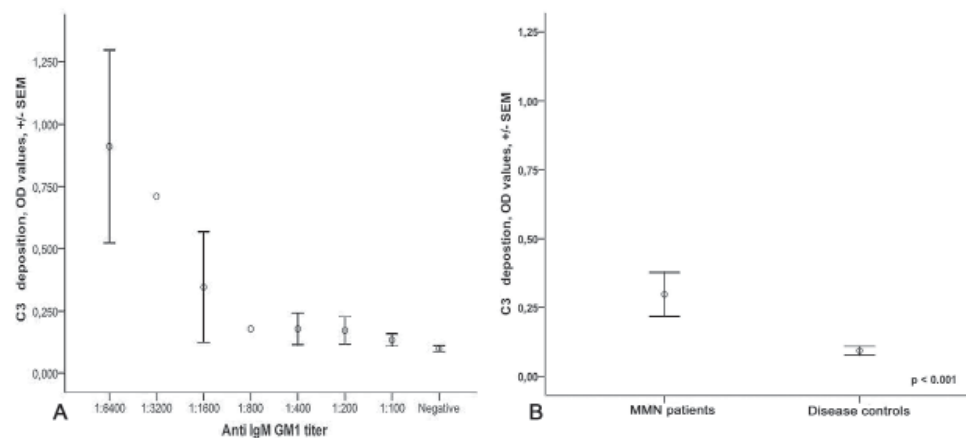 C3 deposition, OD values, +/- SEM
1,250
1,000
0,750
0,500
0,250
0,000
1:6400 1:3200 1:1600 1:800 1:400 1:200 1:100 Negative
Anti IgM GM1 titer
A
C3 depostion, OD values, +/- SEM
1,25
1,00
0,75
0,50
0,25
0,00
p < 0.001
MMN patients Disease controls
B